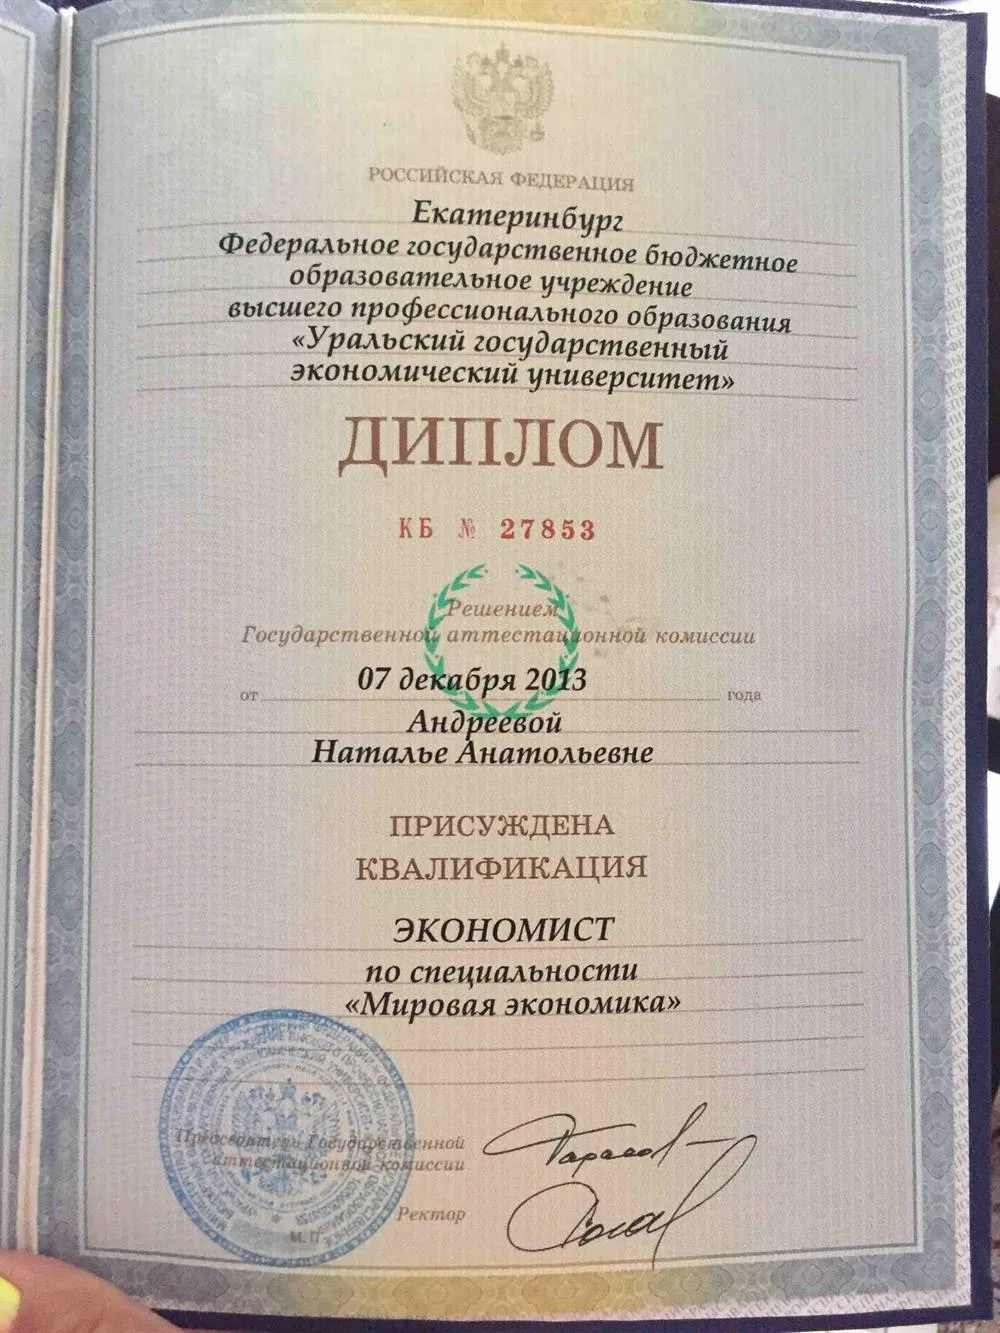 РОССИЙСКАЯ ФЕДЕРАЦИЯ
Екатеринбург
Федеральное государственное бюджетное
образовательное учреждение
высшего профессионального образования
«Уральский государственный
экономический университет»
ДИПЛОМ
КБ № 27853
Решением
Государственной аттестационной комиссии
от 07 декабря 2013 года
Андреевой
Наталье Анатольевне
ПРИСУЖДЕНА
КВАЛИФИКАЦИЯ
ЭКОНОМИСТ
по специальности
«Мировая экономика»
Председатель Государственной
аттестационной комиссии
Ректор
М. П.